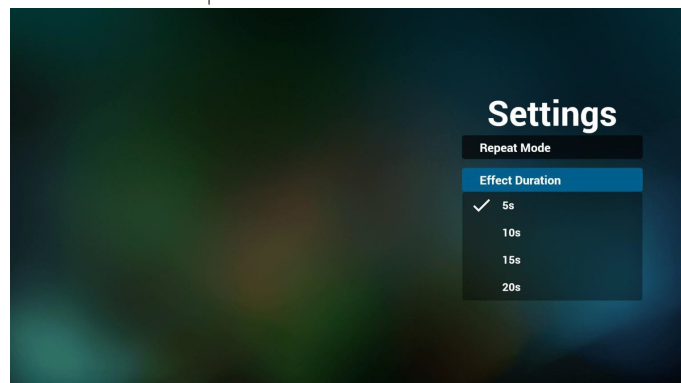 Settings
Repeat Mode
Effect Duration
5s
10s
15s
20s